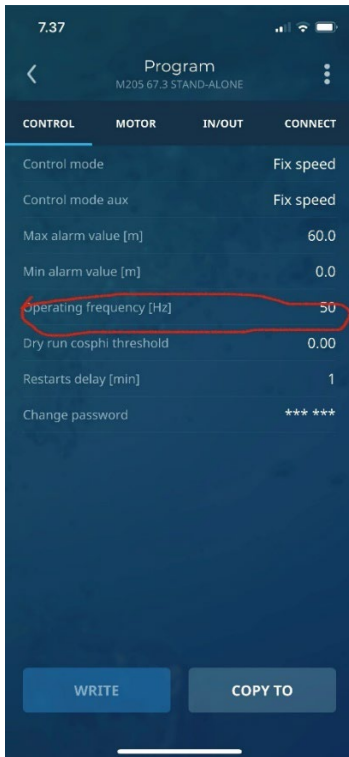 7.37
Program
M205 67.3 STAND-ALONE
CONTROL MOTOR IN/OUT CONNECT
Control mode Fix speed
Control mode aux Fix speed
Max alarm value [m] 60.0
Min alarm value [m] 0.0
Operating frequency [Hz] 50
Dry run cosphi threshold 0.00
Restarts delay [min] 1
Change password *** ***
WRITE COPY TO